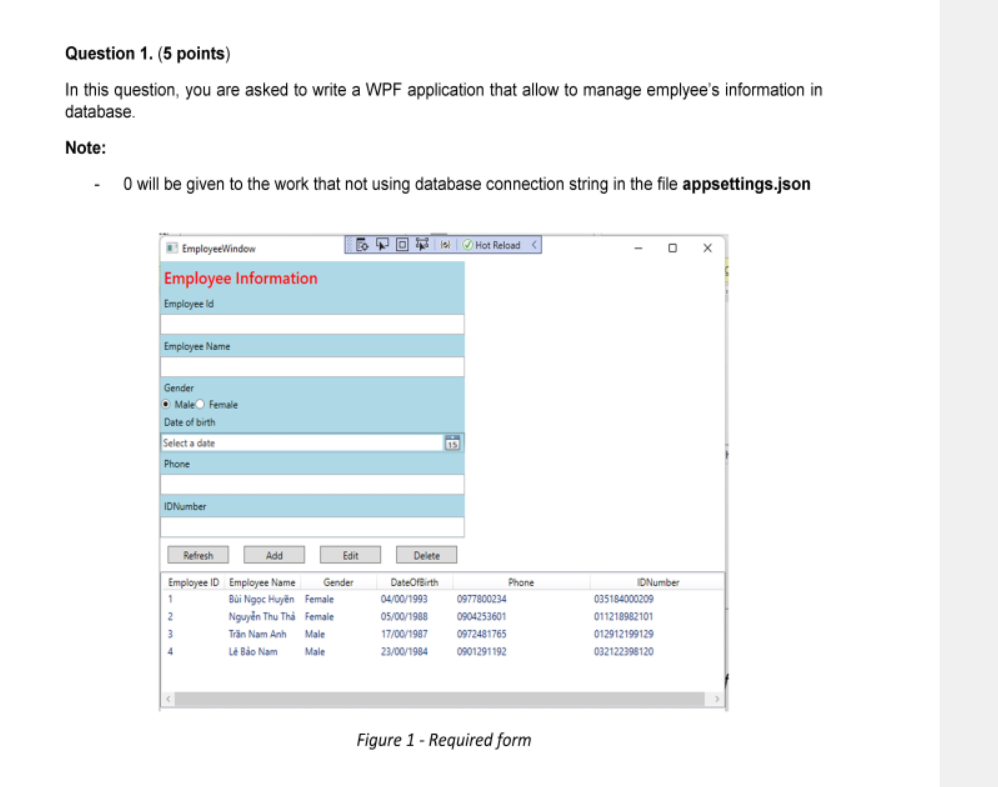 Question 1. (5 points)
In this question, you are asked to write a WPF application that allow to manage emplyee's information in
database.
Note:
- 0 will be given to the work that not using database connection string in the file appsettings.json
EmployeeWindow
Hot Reload
Employee Information
Employee Id
Employee Name
Gender
Male Female
Date of birth
Select a date 15
Phone
IDNumber
Refresh Add Edit Delete
Employee ID Employee Name Gender DateOfBirth Phone IDNumber
1 Bùi Ngọc Huyền Female 04/00/1993 0977800234 035184000209
2 Nguyễn Thu Thả Female 05/00/1988 0904253601 011218982101
3 Trần Nam Anh Male 17/00/1987 0972481765 012912199129
4 Lê Bảo Nam Male 23/00/1984 0901291192 032122398120
Figure 1 - Required form